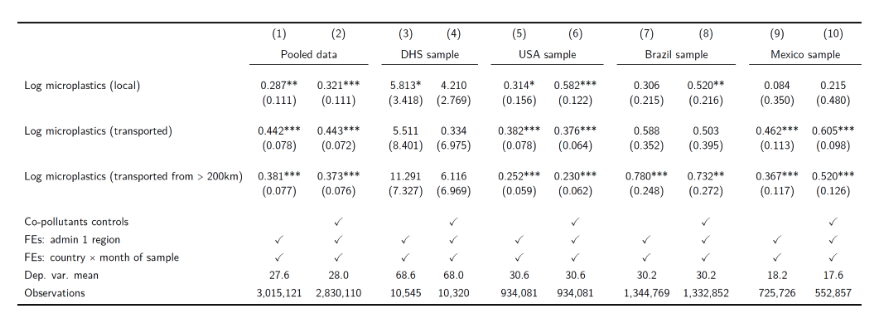 (1) (2) (3) (4) (5) (6) (7) (8) (9) (10)
Pooled data DHS sample USA sample Brazil sample Mexico sample
Log microplastics (local) 0.287** 0.321*** 5.813* 4.210 0.314* 0.582*** 0.306 0.520** 0.084 0.215
(0.111) (0.111) (3.418) (2.769) (0.156) (0.122) (0.215) (0.216) (0.350) (0.480)
Log microplastics (transported) 0.442*** 0.443*** 5.511 0.334 0.382*** 0.376*** 0.588 0.503 0.462*** 0.605***
(0.078) (0.072) (8.401) (6.975) (0.078) (0.064) (0.352) (0.395) (0.113) (0.098)
Log microplastics (transported from > 200km) 0.381*** 0.373*** 11.291 6.116 0.252*** 0.230*** 0.780*** 0.732** 0.367*** 0.520***
(0.077) (0.076) (7.327) (6.969) (0.059) (0.062) (0.248) (0.272) (0.117) (0.126)
Co-pollutants controls ✓ ✓ ✓ ✓ ✓
FEs: admin 1 region ✓ ✓ ✓ ✓ ✓ ✓ ✓ ✓ ✓ ✓
FEs: country × month of sample ✓ ✓ ✓ ✓ ✓ ✓ ✓ ✓ ✓ ✓
Dep. var. mean 27.6 28.0 68.6 68.0 30.6 30.6 30.2 30.2 18.2 17.6
Observations 3,015,121 2,830,110 10,545 10,320 934,081 934,081 1,344,769 1,332,852 725,726 552,857